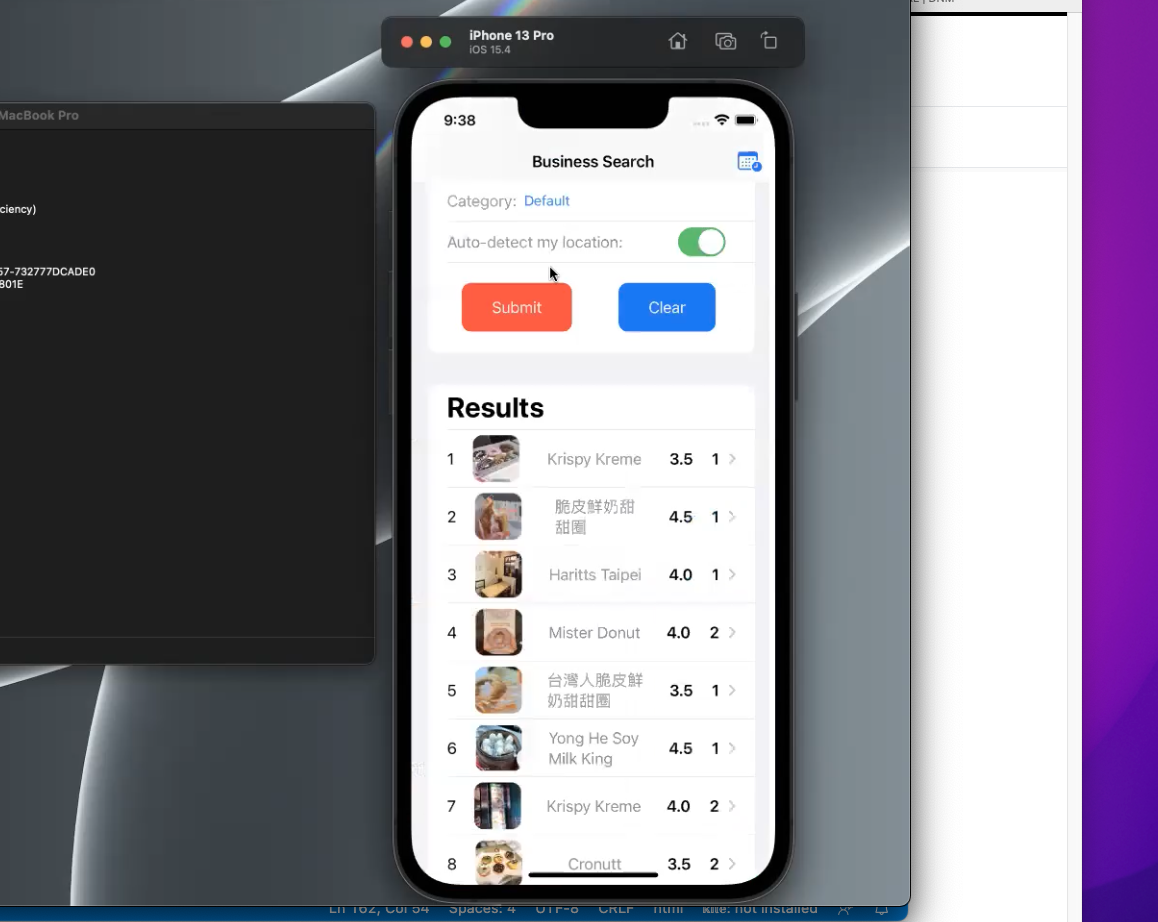 iPhone 13 Pro
iOS 15.4
MacBook Pro
ciency)
57-732777DCADE0
801E
9:38
Business Search
Category: Default
Auto-detect my location:
Submit
Clear
Results
1 Krispy Kreme 3.5 1
2 脆皮鮮奶甜
甜圈 4.5 1
3 Haritts Taipei 4.0 1
4 Mister Donut 4.0 2
5 台灣人脆皮鮮
奶甜甜圈 3.5 1
6 Yong He Soy
Milk King 4.5 1
7 Krispy Kreme 4.0 2
8 Cronutt 3.5 2
Ln 162, Col 54 Spaces: 4 UTF-8 CRLF html kite: not installed